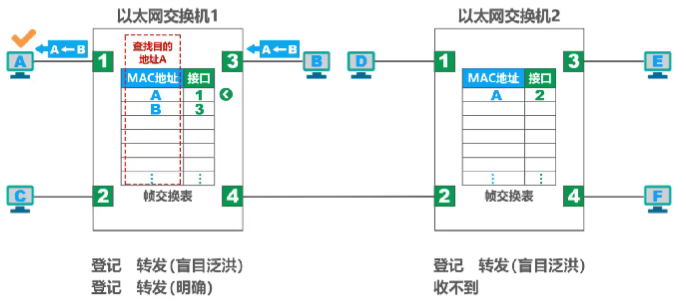 以太网交换机1
以太网交换机2
A
A←B
1
查找目的
地址A
3
A←B
B
D
1
3
E
MAC地址 接口
A 1
B 3
⋮ ⋮
MAC地址 接口
A 2
⋮ ⋮
C
2
帧交换表
4
2
帧交换表
4
F
登记 转发(盲目泛洪)
登记 转发(明确)
登记 转发(盲目泛洪)
收不到